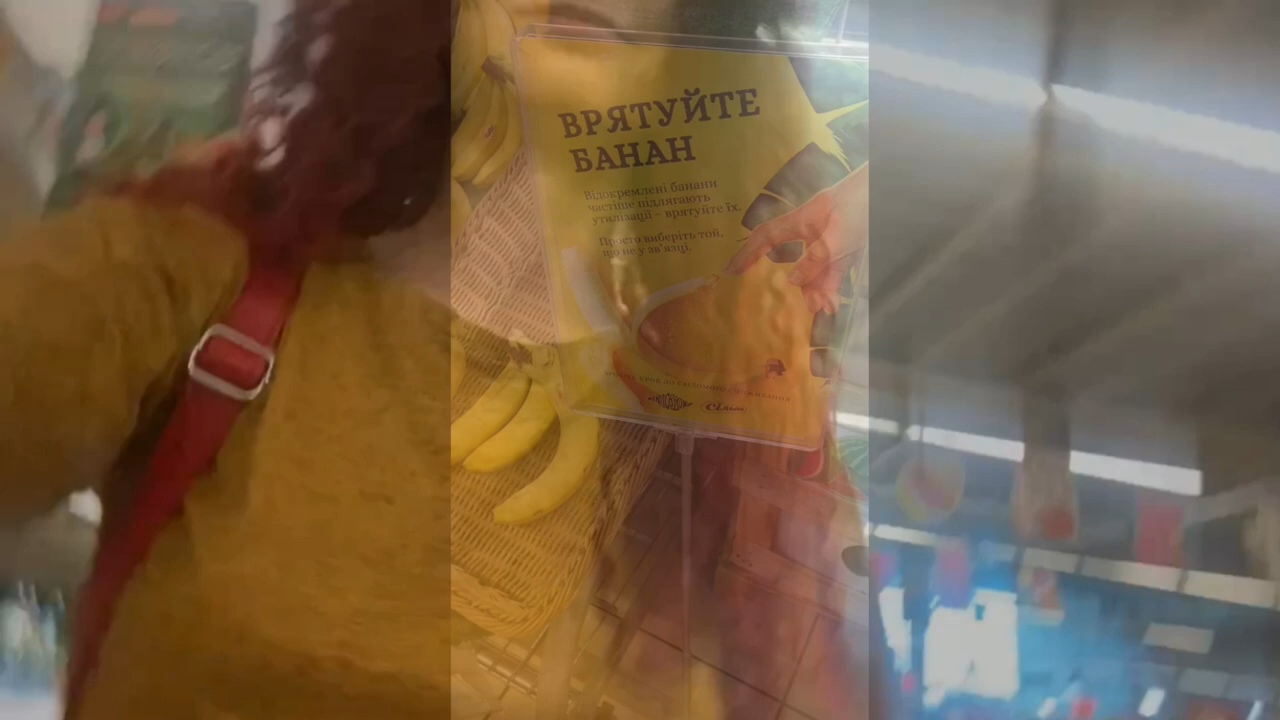 ВРЯТУЙТЕ
БАНАН
Відокремлені банани
частіше підлягають
утилізації – врятуйте їх.
Просто виберіть той,
що не у зв'язці.